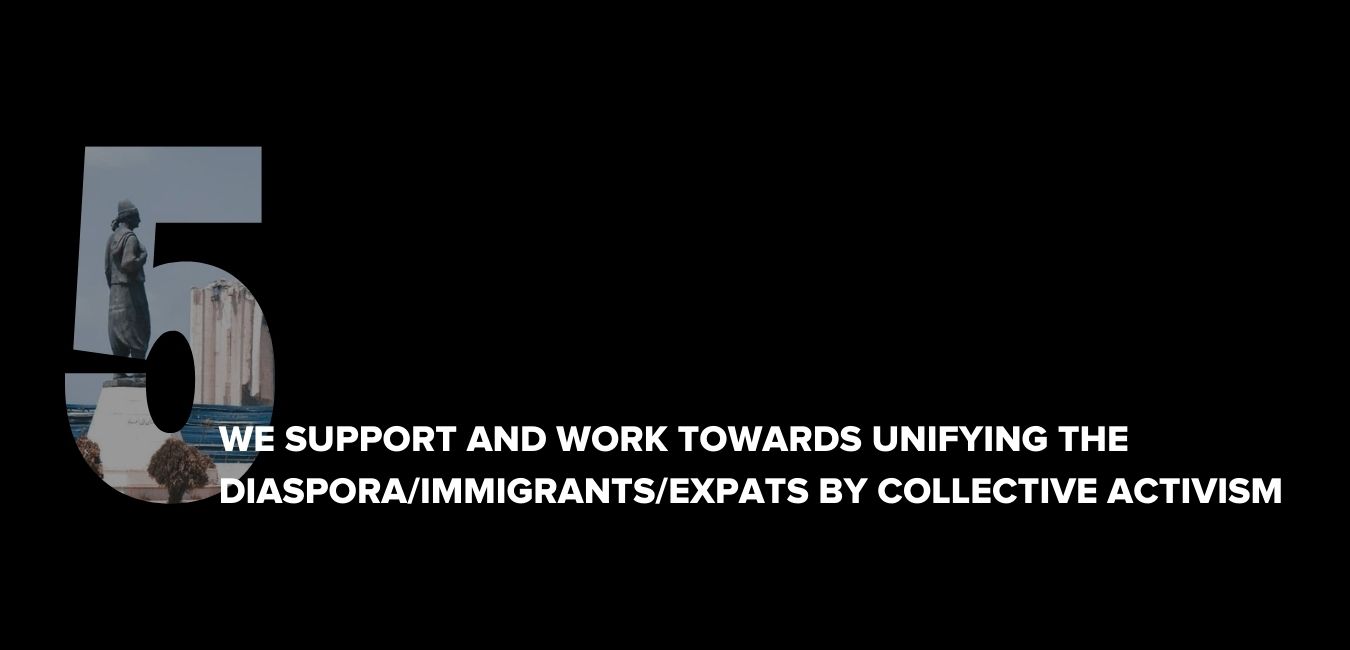 5
WE SUPPORT AND WORK TOWARDS UNIFYING THE
DIASPORA/IMMIGRANTS/EXPATS BY COLLECTIVE ACTIVISM